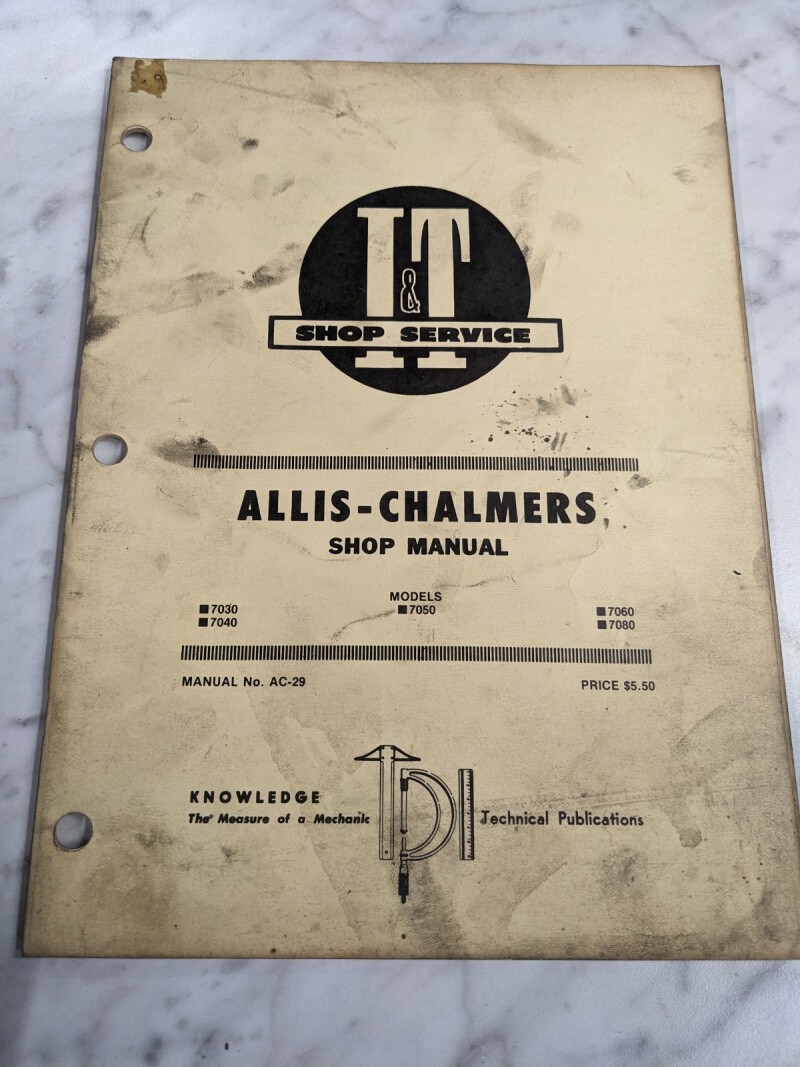 I&T
SHOP SERVICE
ALLIS-CHALMERS
SHOP MANUAL
MODELS
■7030 ■7050 ■7060
■7040 ■7080
MANUAL No. AC-29 PRICE $5.50
KNOWLEDGE
The Measure of a Mechanic
TPI
Technical Publications